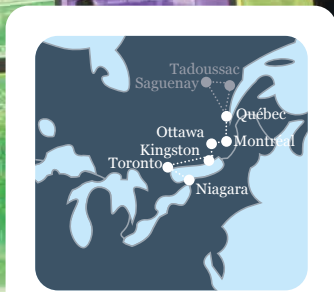 Tadoussac
Saguenay
Québec
Ottawa
Montréal
Kingston
Toronto
Niagara